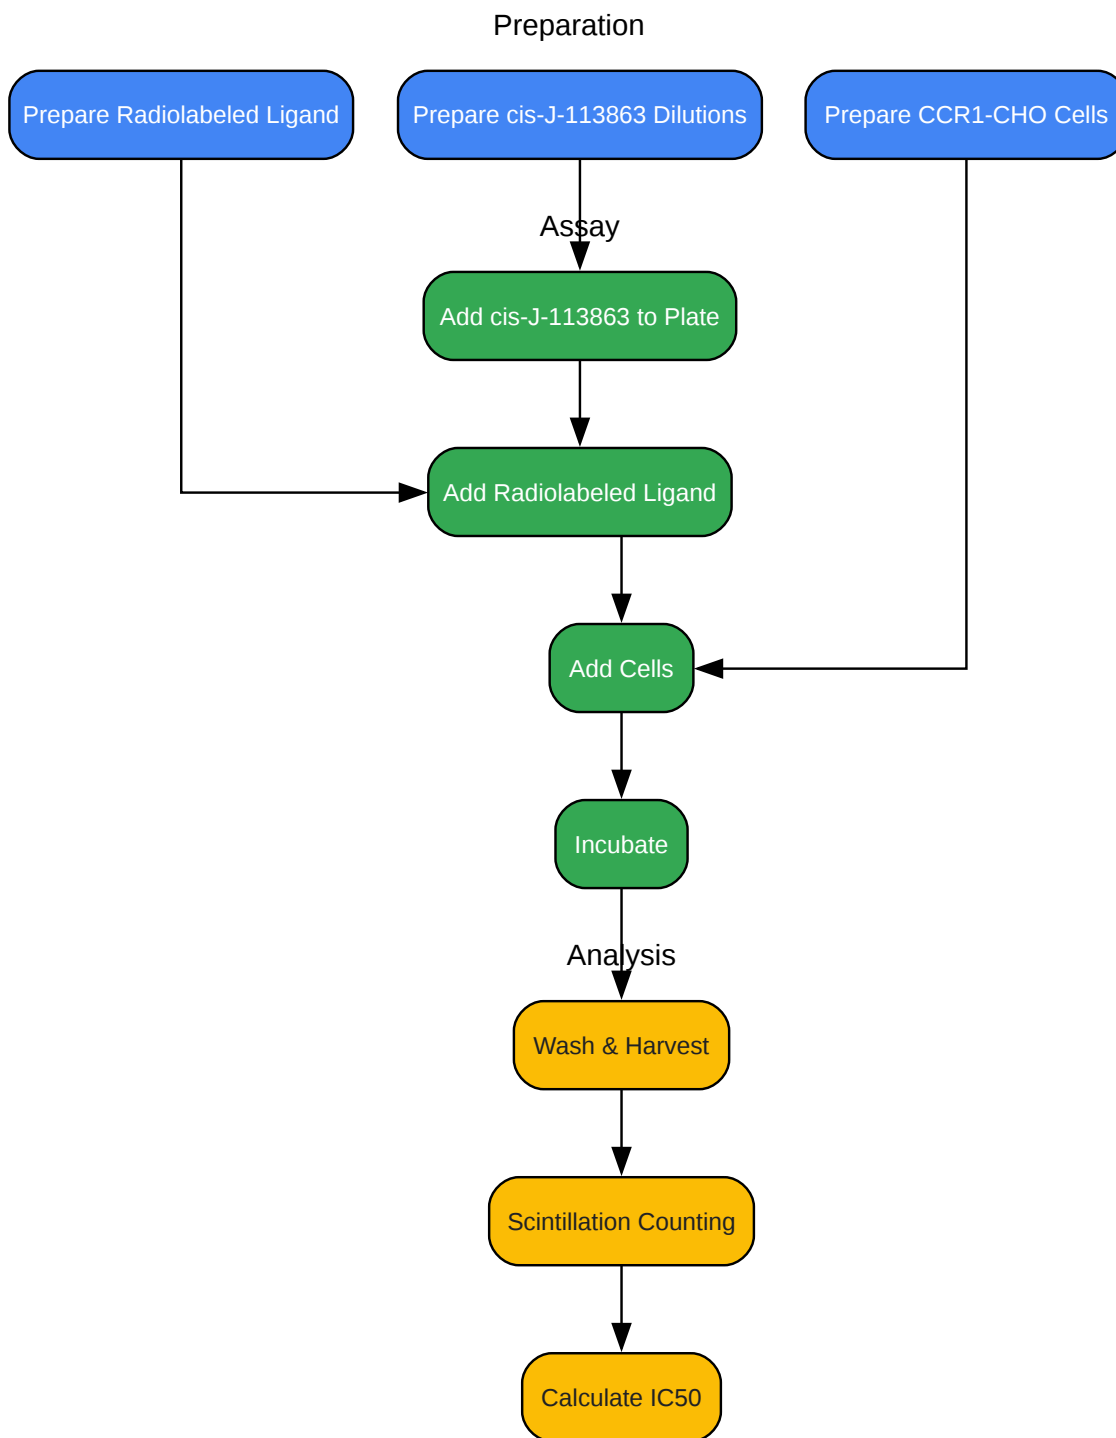 Preparation
Prepare Radiolabeled Ligand
Prepare cis-J-113863 Dilutions
Prepare CCR1-CHO Cells
Assay
Add cis-J-113863 to Plate
Add Radiolabeled Ligand
Add Cells
Incubate
Analysis
Wash & Harvest
Scintillation Counting
Calculate IC50